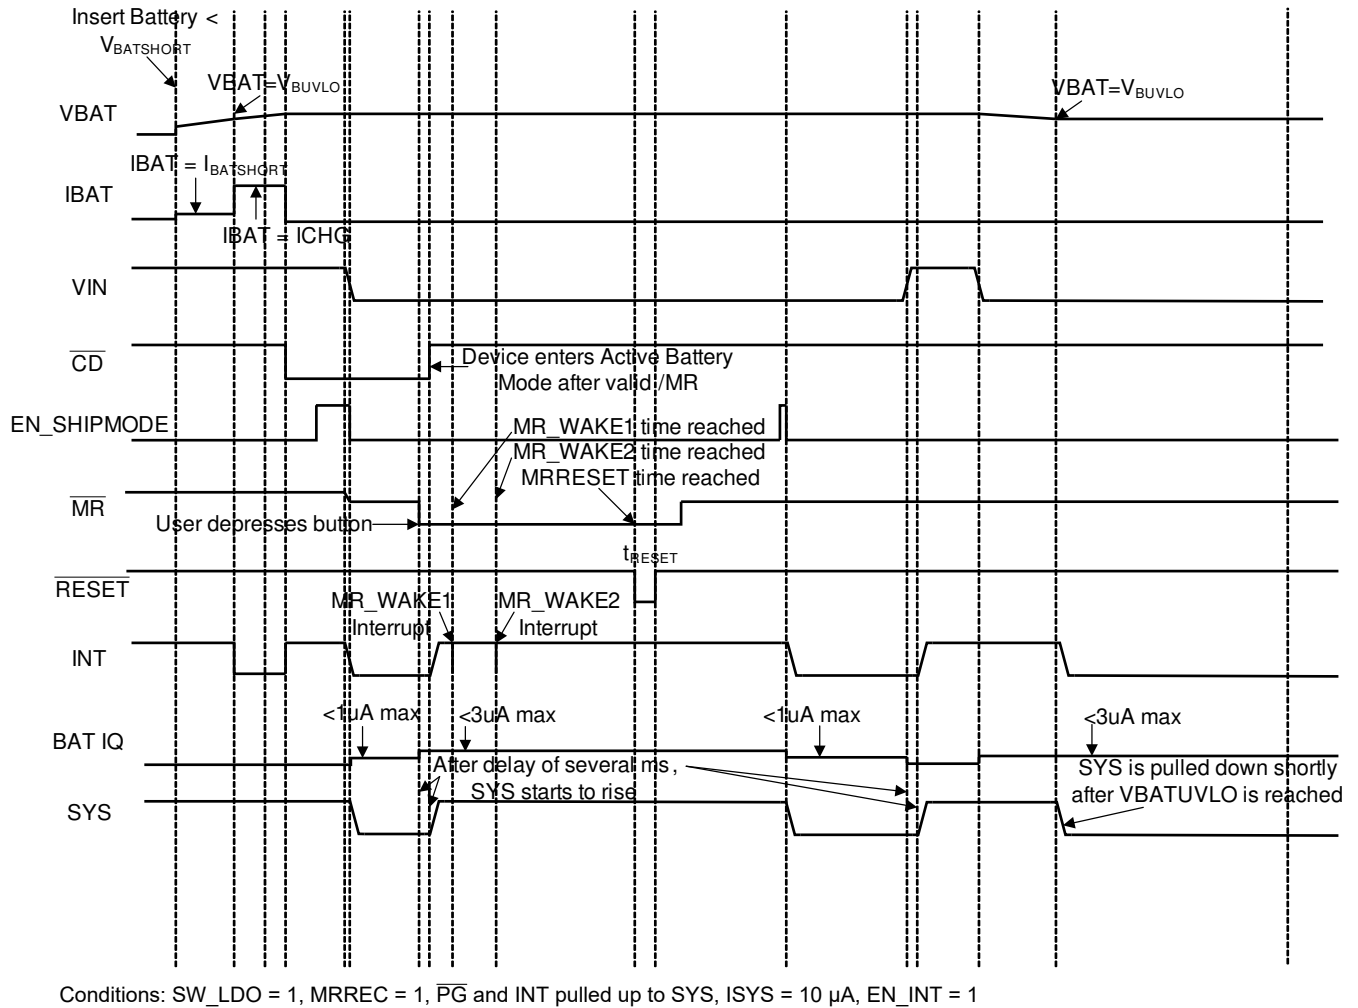 Insert Battery <
VBATSHORT
VBAT=VBUVLO
VBAT=VBUVLO
VBAT
IBAT = IBATSHORT
IBAT
IBAT = ICHG
VIN
CD
Device enters Active Battery
Mode after valid /MR
EN_SHIPMODE
MR_WAKE1 time reached
MR_WAKE2 time reached
MRRESET time reached
MR
User depresses button
tRESET
RESET
MR_WAKE1
Interrupt
MR_WAKE2
Interrupt
INT
<1uA max
<3uA max
<1uA max
<3uA max
BAT IQ
After delay of several ms,
SYS starts to rise
SYS is pulled down shortly
after VBATUVLO is reached
SYS
Conditions: SW_LDO = 1, MRREC = 1, PG and INT pulled up to SYS, ISYS = 10 µA, EN_INT = 1